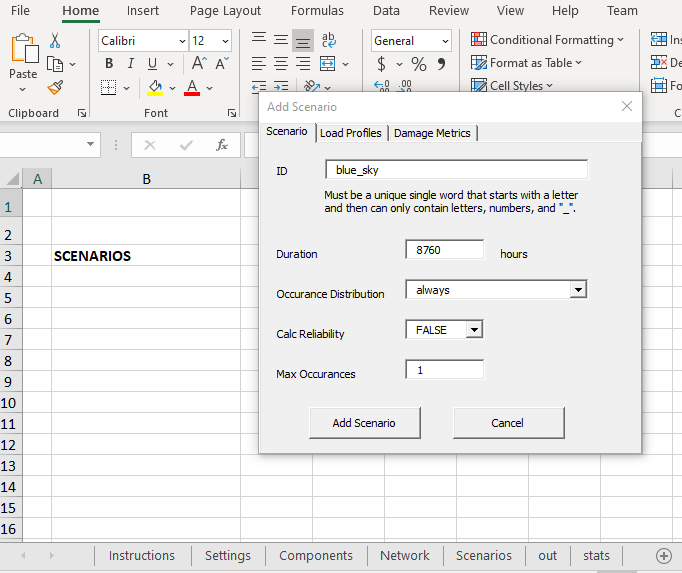 File Home Insert Page Layout Formulas Data Review View Help Team
Calibri 12 ab General Conditional Formatting
Paste B I U A A $ % , Format as Table
Cell Styles
Clipboard Font
Add Scenario
Scenario Load Profiles Damage Metrics
fx
A B
ID blue_sky
Must be a unique single word that starts with a letter
and then can only contain letters, numbers, and "_".
Duration 8760 hours
Occurance Distribution always
Calc Reliability FALSE
Max Occurances 1
Add Scenario Cancel
1
2
3 SCENARIOS
4
5
6
7
8
9
10
11
12
13
14
15
16
Instructions Settings Components Network Scenarios out stats